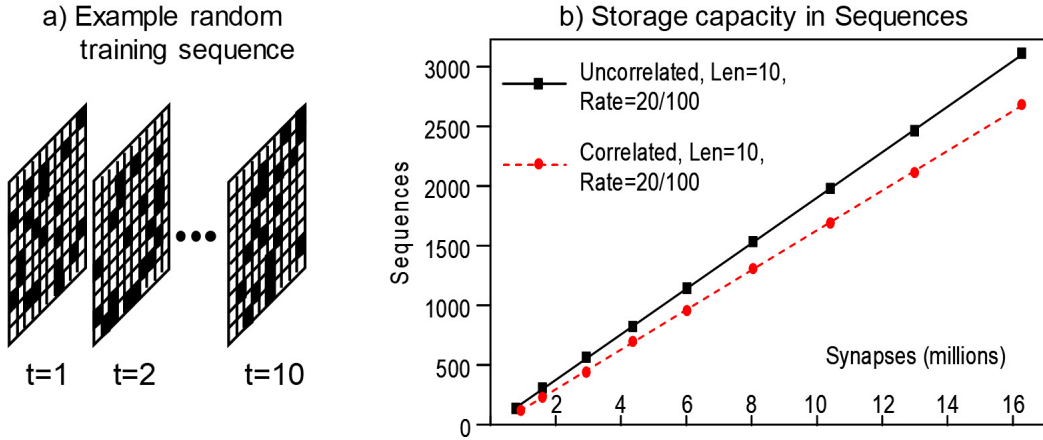 a) Example random
training sequence
t=1
t=2
t=10
b) Storage capacity in Sequences
Uncorrelated, Len=10,
Rate=20/100
Correlated, Len=10,
Rate=20/100
Sequences
3000
2500
2000
1500
1000
500
0
Synapses (millions)
2 4 6 8 10 12 14 16